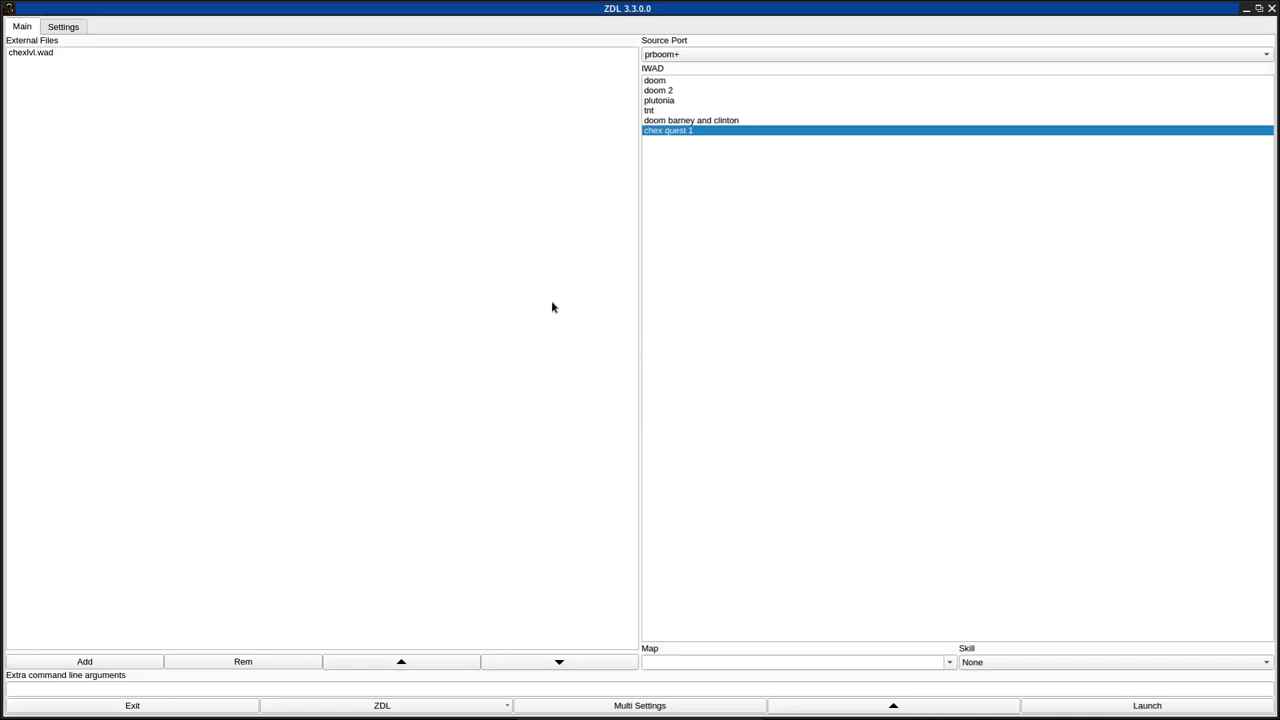 ZDL 3.3.0.0
Main
Settings
External Files
chexlvl.wad
Source Port
prboom+
IWAD
doom
doom 2
plutonia
tnt
doom barney and clinton
chex quest 1
Add
Rem
Map
Skill
None
Extra command line arguments
Exit
ZDL
Multi Settings
Launch